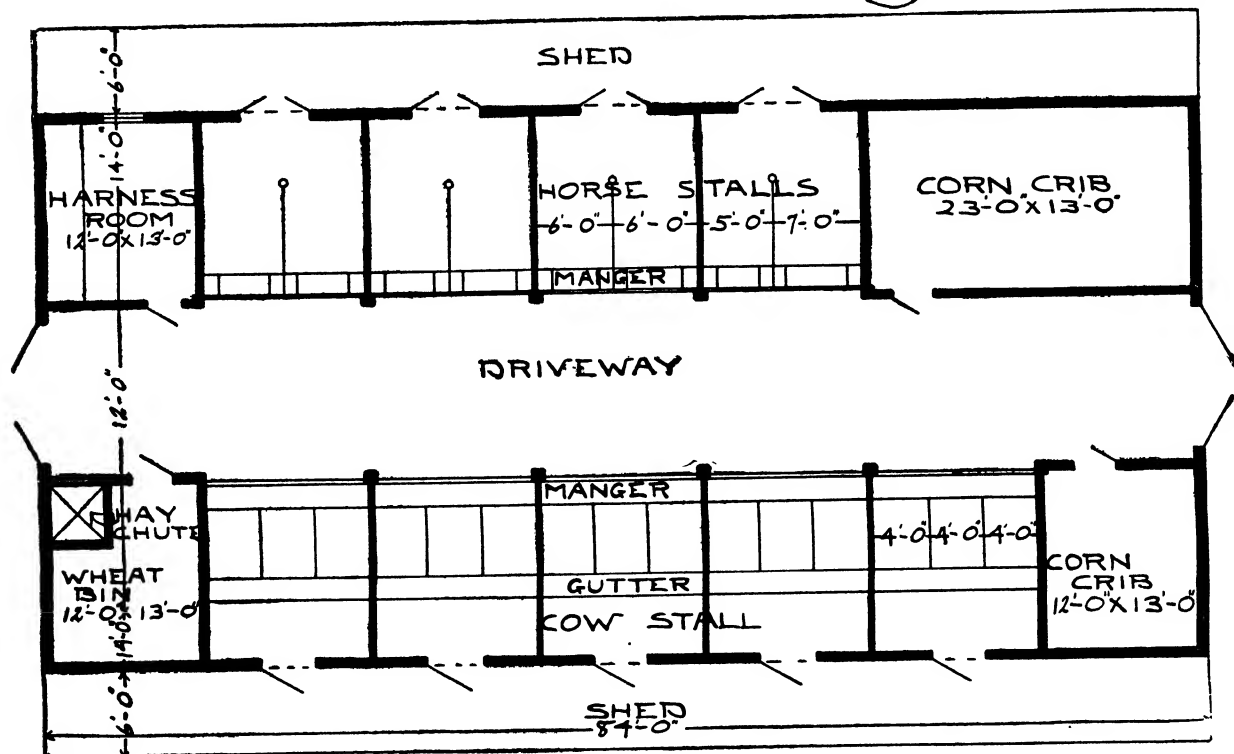 SHED
6'-0"
14'-0"
HARNESS
ROOM
12'-0"X13'-0"
HORSE STALLS
6'-0" 6'-0" 5'-0" 7'-0"
MANGER
CORN CRIB
23'-0"X13'-0"
DRIVEWAY
12'-0"
HAY
CHUTE
WHEAT
BIN
12'-0"X13'-0"
14'-0"
6'-0"
MANGER
4'-0" 4'-0" 4'-0"
GUTTER
COW STALL
CORN
CRIB
12'-0"X13'-0"
SHED
84'-0"